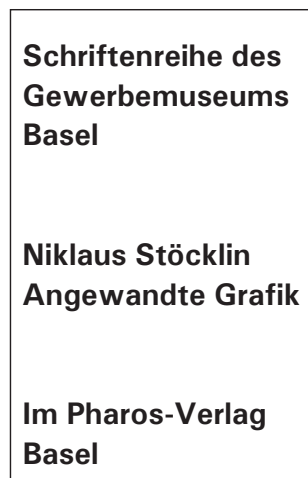 Schriftenreihe des
Gewerbemuseums
Basel
Niklaus Stöcklin
Angewandte Grafik
Im Pharos-Verlag
Basel